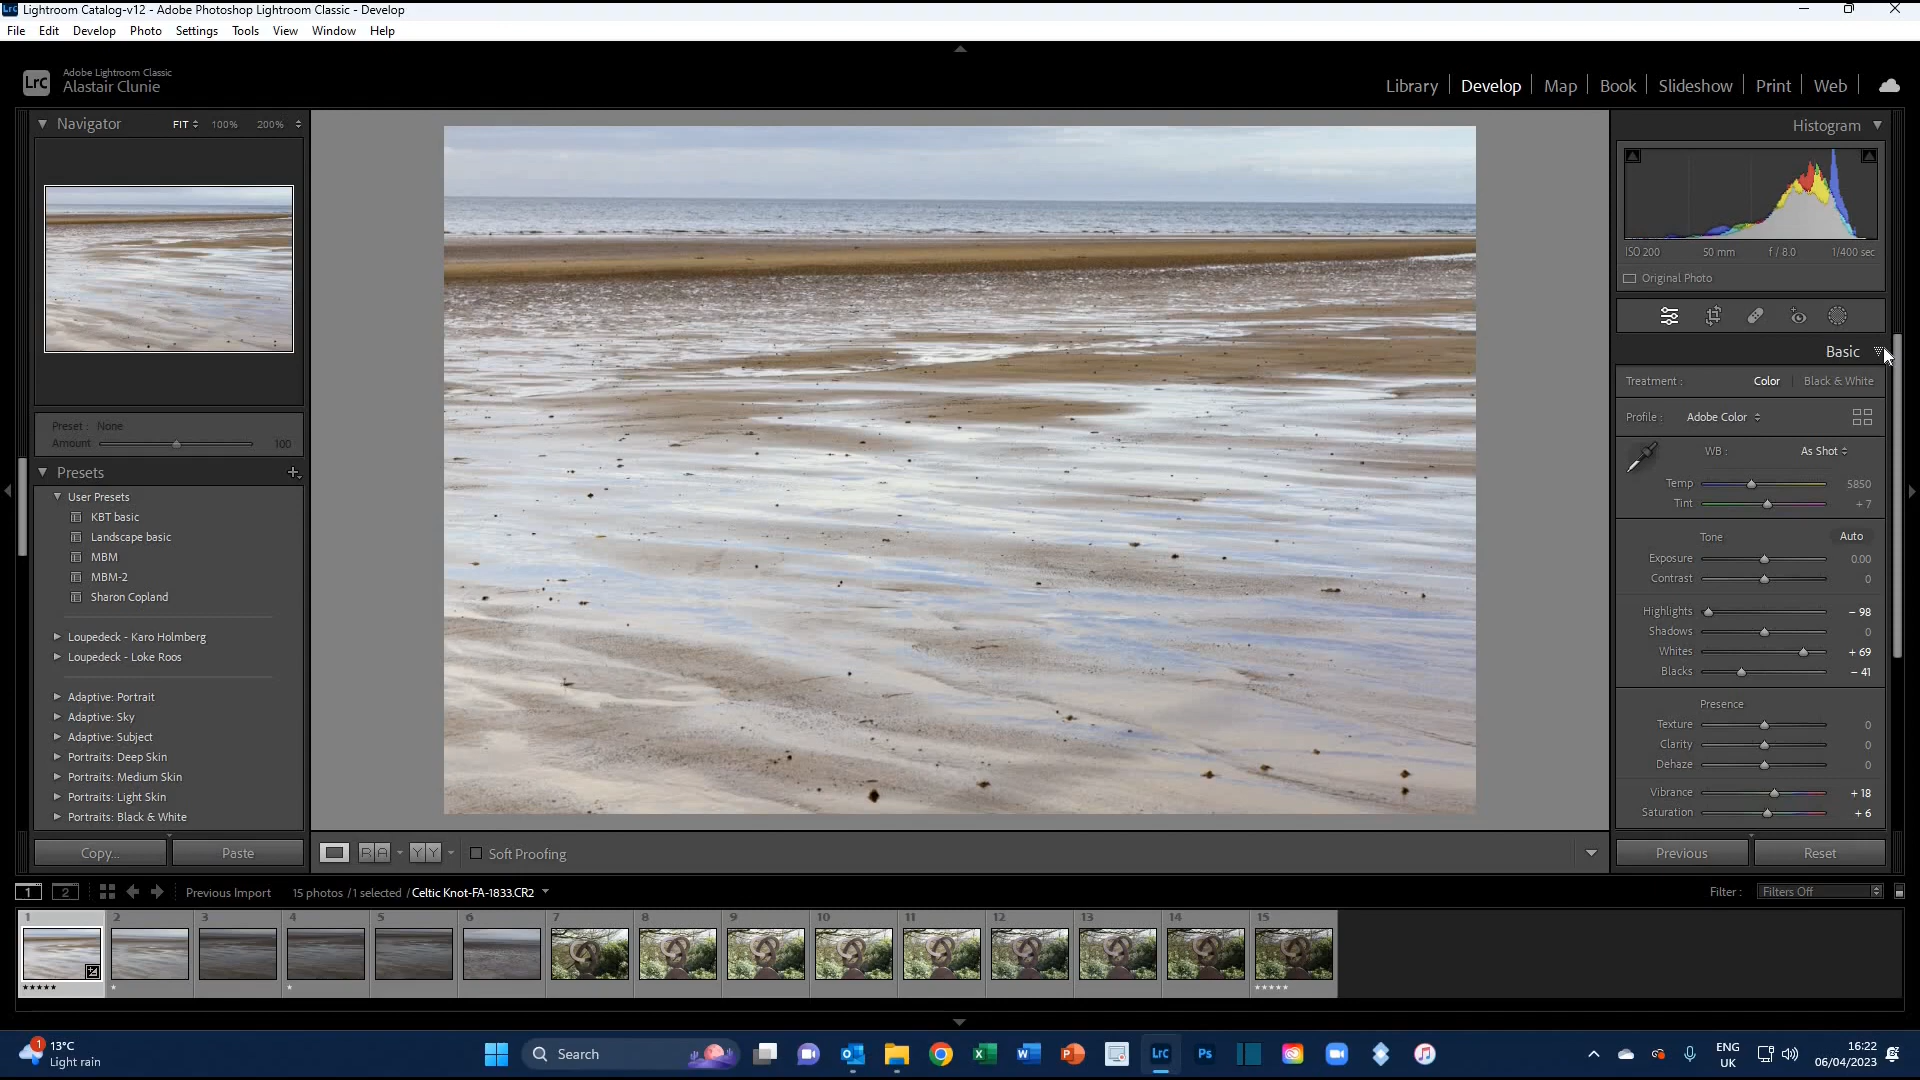 Lightroom Catalog-v12 - Adobe Photoshop Lightroom Classic - Develop
File Edit Develop Photo Settings Tools View Window Help
LrC Adobe Lightroom Classic
Alastair Clunie
Library Develop Map Book Slideshow Print Web
Navigator FIT 100% 200%
Preset : None
Amount 100
Presets
User Presets
KBT basic
Landscape basic
MBM
MBM-2
Sharon Copland
Loupedeck - Karo Holmberg
Loupedeck - Loke Roos
Adaptive: Portrait
Adaptive: Sky
Adaptive: Subject
Portraits: Deep Skin
Portraits: Medium Skin
Portraits: Light Skin
Portraits: Black & White
Copy... Paste
R A Y Y Soft Proofing
Histogram
ISO 200 50 mm f / 8.0 1/400 sec
Original Photo
Basic
Treatment : Color Black & White
Profile : Adobe Color
WB : As Shot
Temp 5850
Tint + 7
Tone Auto
Exposure 0.00
Contrast 0
Highlights - 98
Shadows 0
Whites + 69
Blacks - 41
Presence
Texture 0
Clarity 0
Dehaze 0
Vibrance + 18
Saturation + 6
Previous Reset
1 2 Previous Import 15 photos / 1 selected / Celtic Knot-FA-1833.CR2 Filter : Filters Off
1 2 3 4 5 6 7 8 9 10 11 12 13 14 15
1 13°C
Light rain
Search
LrC Ps
ENG
UK
16:22
06/04/2023